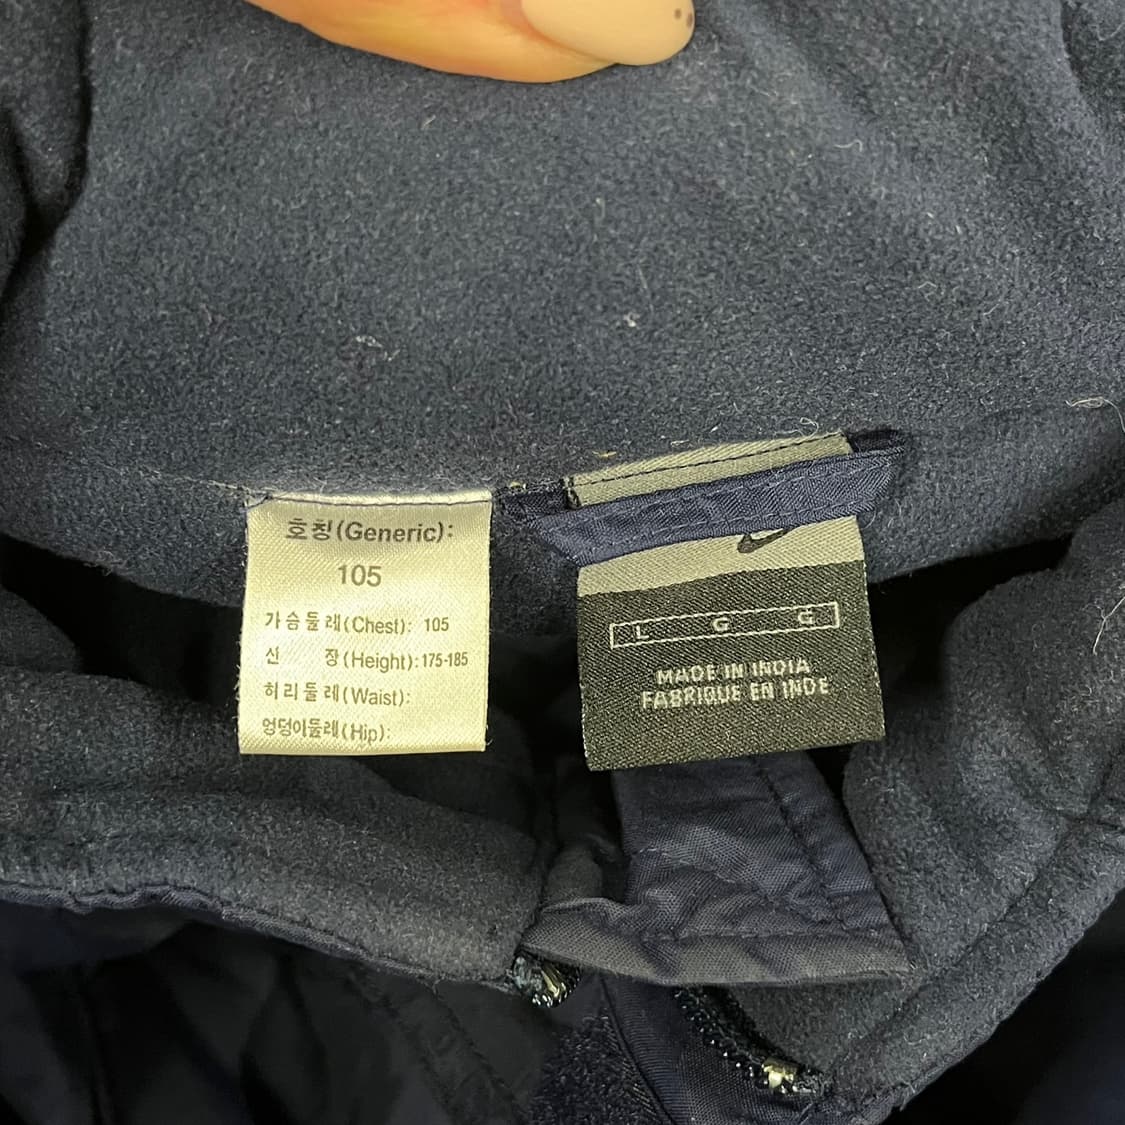 호칭(Generic):
105
가슴둘레(Chest): 105
신 장(Height):175-185
허리둘레(Waist):
엉덩이둘레(Hip):
L G G
MADE IN INDIA
FABRIQUE EN INDE